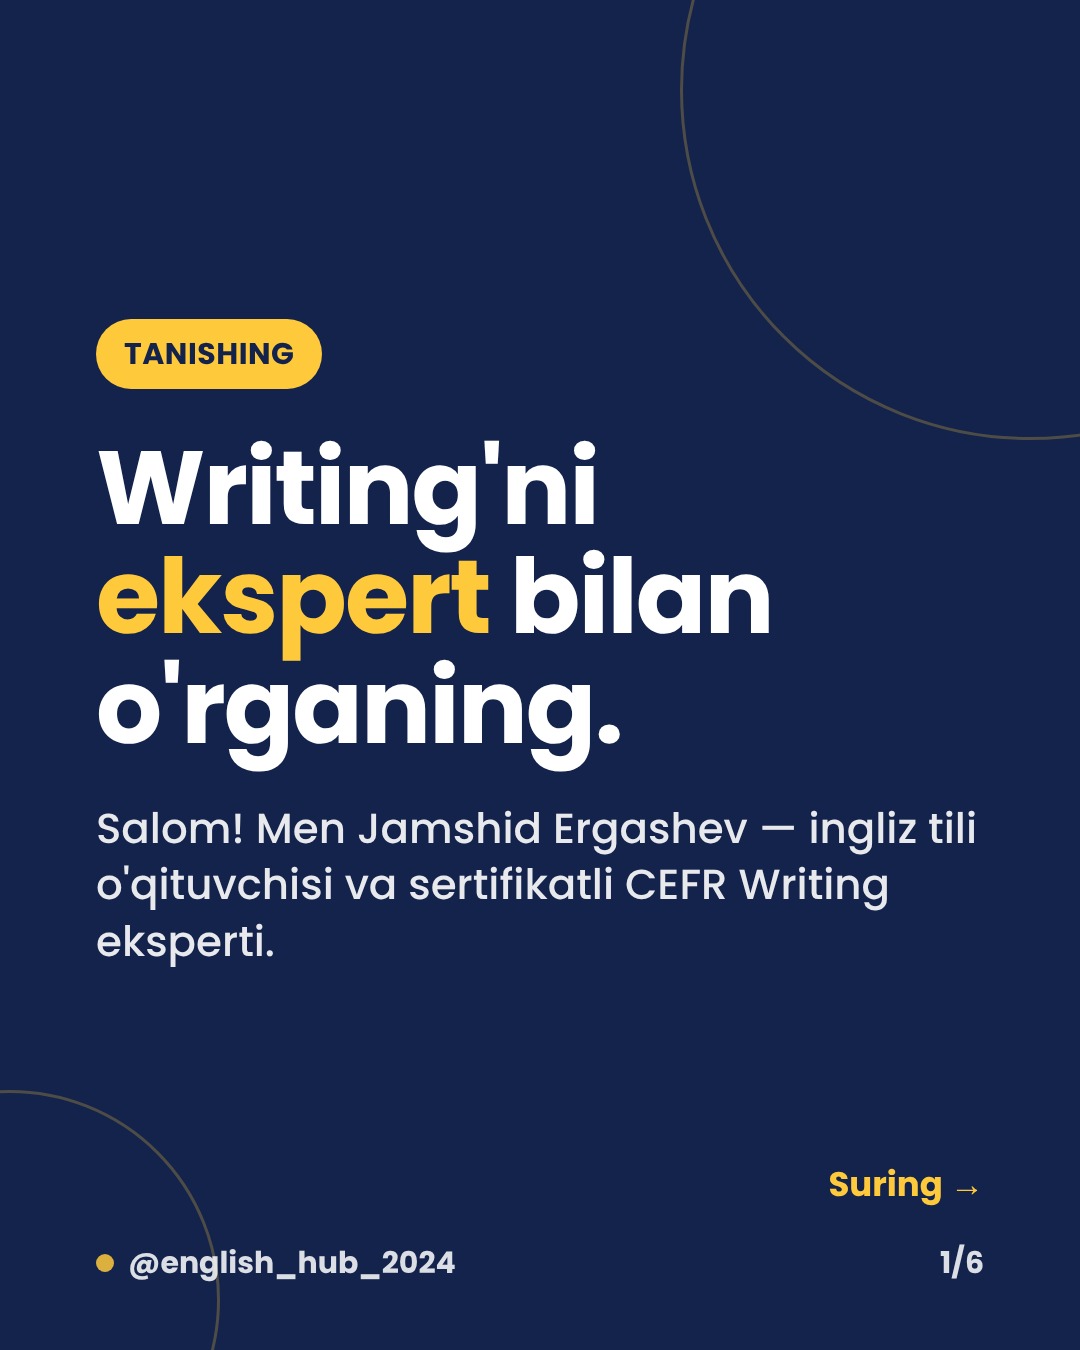 TANISHING
Writing'ni
ekspert bilan
o'rganing.
Salom! Men Jamshid Ergashev — ingliz tili
o'qituvchisi va sertifikatli CEFR Writing
eksperti.
Suring →
@english_hub_2024
1/6